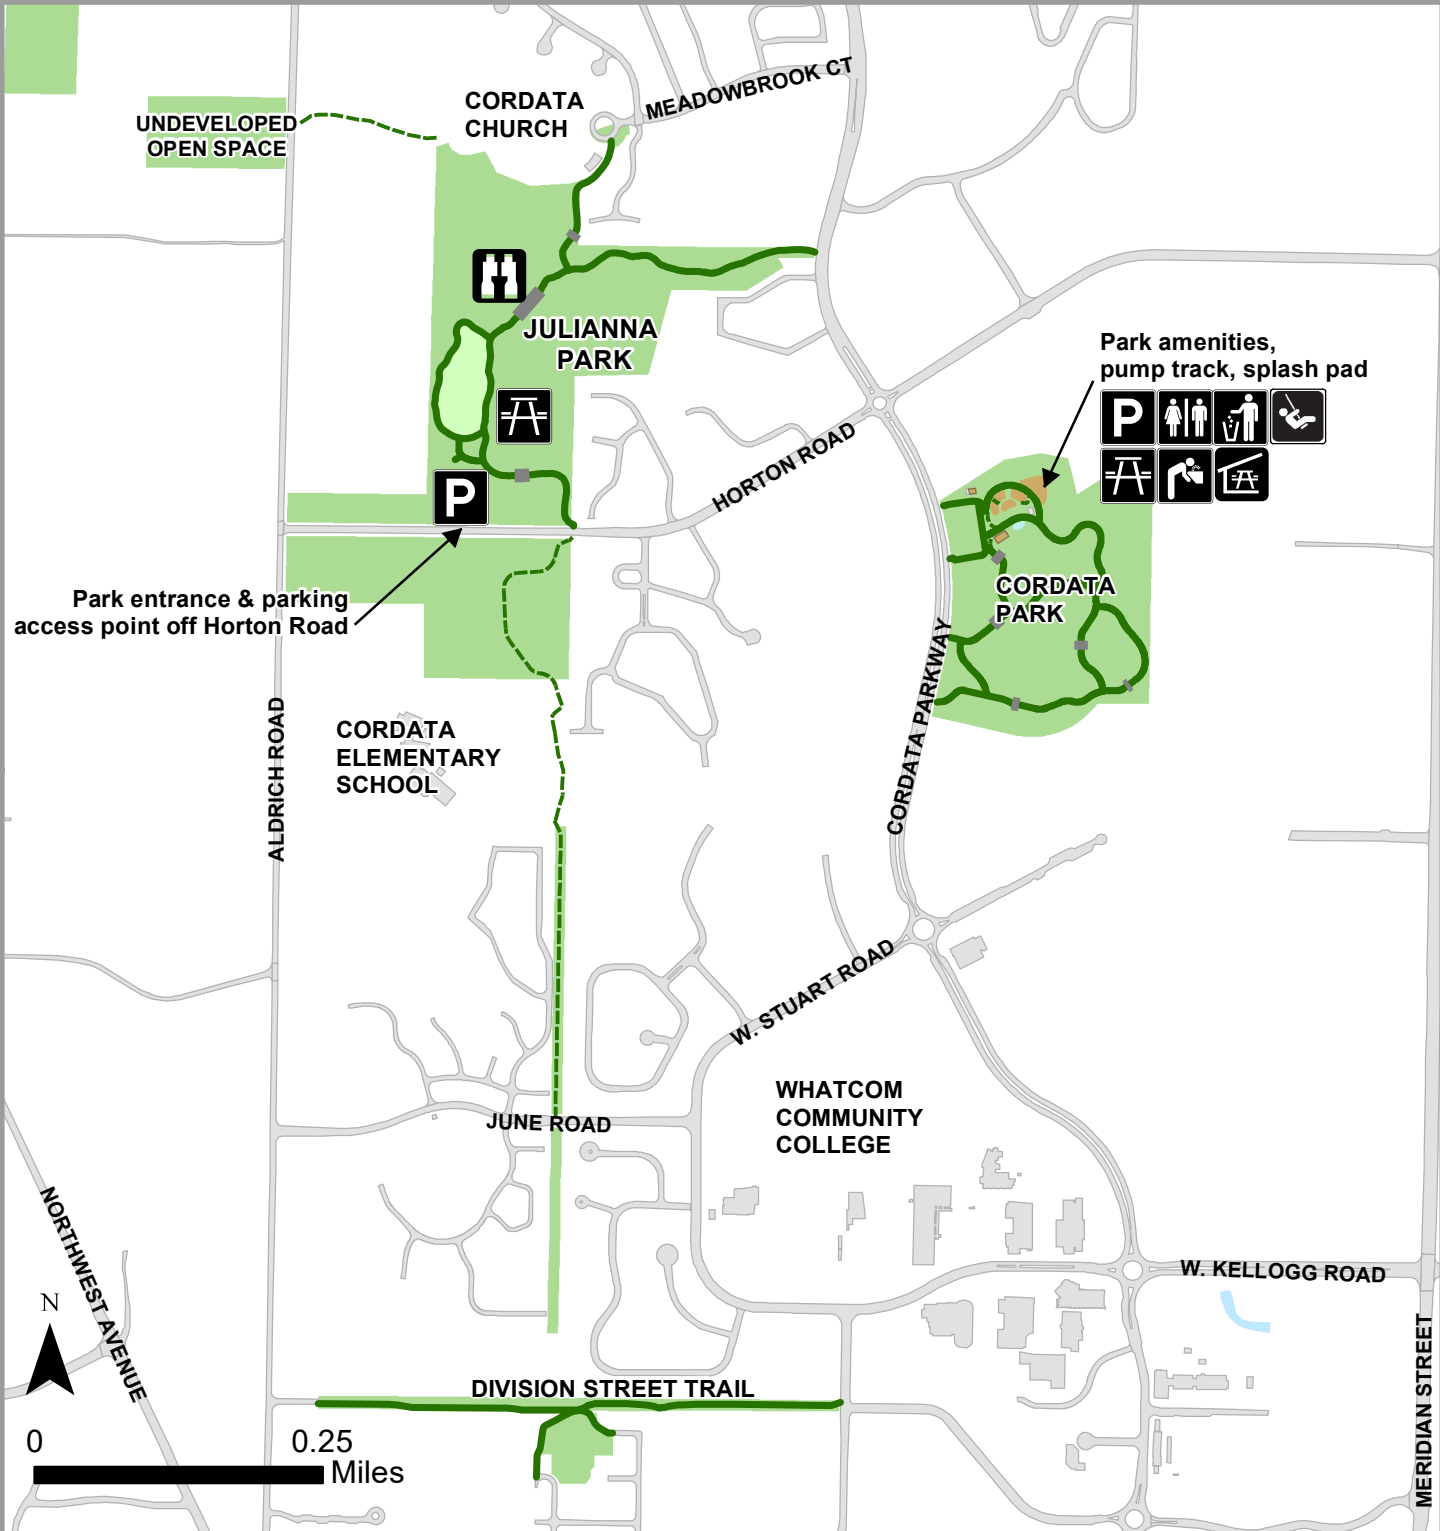 MEADOWBROOK CT
CORDATA
CHURCH
UNDEVELOPED
OPEN SPACE
JULIANNA
PARK
Park amenities,
pump track, splash pad
P
HORTON ROAD
P
CORDATA
PARK
Park entrance & parking
access point off Horton Road
CORDATA PARKWAY
ALDRICH ROAD
CORDATA
ELEMENTARY
SCHOOL
W. STUART ROAD
WHATCOM
COMMUNITY
COLLEGE
JUNE ROAD
NORTHWEST AVENUE
W. KELLOGG ROAD
N
MERIDIAN STREET
DIVISION STREET TRAIL
0 0.25
Miles